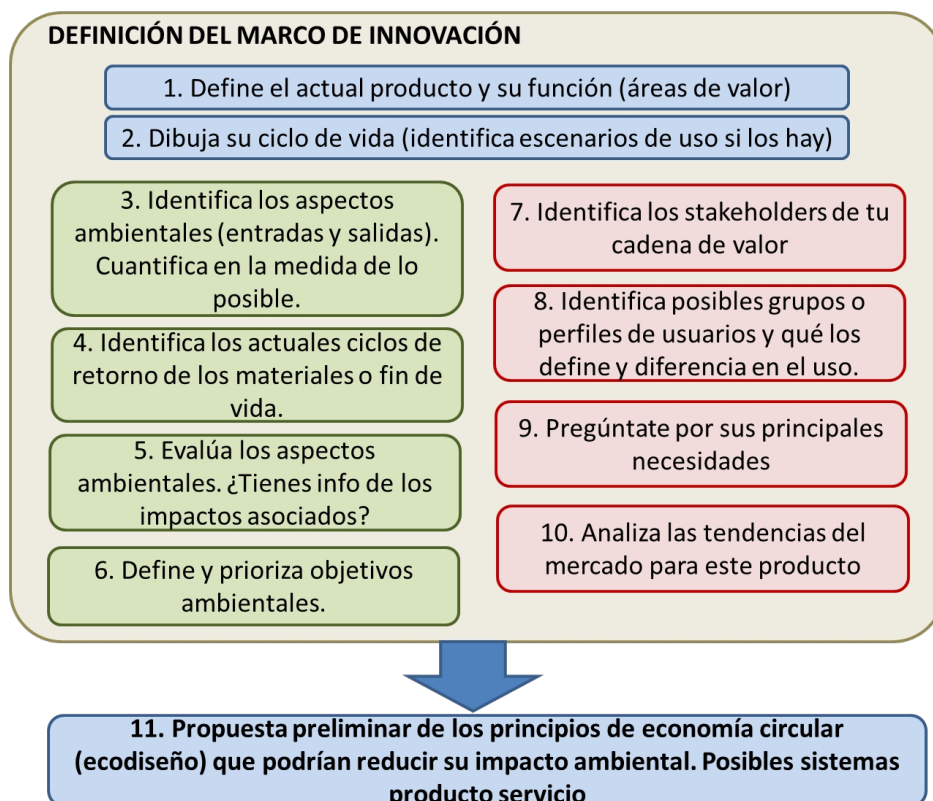 DEFINICIÓN DEL MARCO DE INNOVACIÓN
1. Define el actual producto y su función (áreas de valor)
2. Dibuja su ciclo de vida (identifica escenarios de uso si los hay)
3. Identifica los aspectos
ambientales (entradas y salidas).
Cuantifica en la medida de lo
posible.
4. Identifica los actuales ciclos de
retorno de los materiales o fin de
vida.
5. Evalúa los aspectos
ambientales. ¿Tienes info de los
impactos asociados?
6. Define y prioriza objetivos
ambientales.
7. Identifica los stakeholders de tu
cadena de valor
8. Identifica posibles grupos o
perfiles de usuarios y qué los
define y diferencia en el uso.
9. Pregúntate por sus principales
necesidades
10. Analiza las tendencias del
mercado para este producto
11. Propuesta preliminar de los principios de economía circular
(ecodiseño) que podrían reducir su impacto ambiental. Posibles sistemas
producto servicio